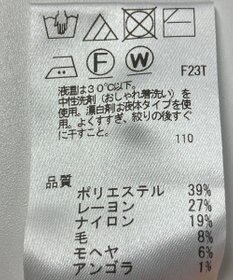 F W
F23T
液温は30℃以下。
中性洗剤(おしゃれ着洗い)を
使用。漂白剤は液体タイプを使
用。よくすすぎ、絞りの後すぐ
に干すこと。
110
品質
ポリエステル 39%
レーヨン 27%
ナイロン 19%
毛 8%
モヘヤ 6%
アンゴラ 1%